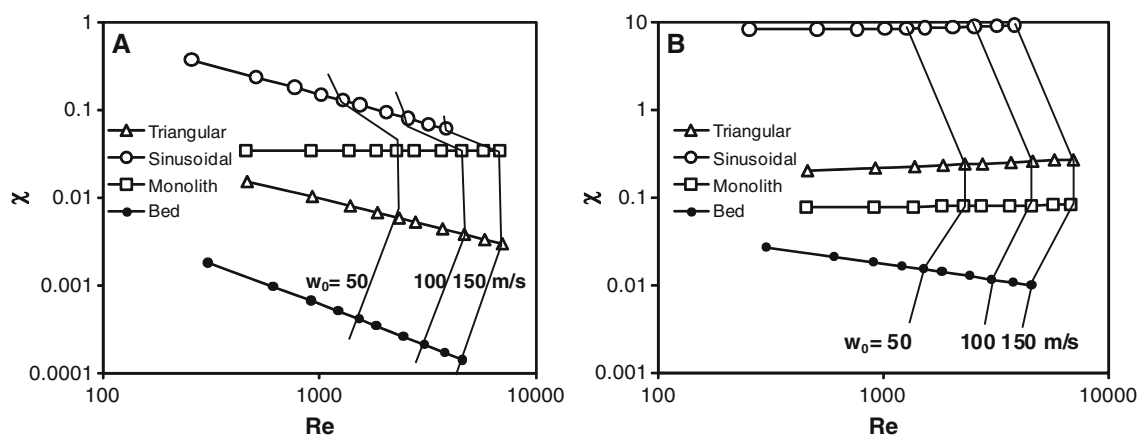 A
1
0.1
0.01
0.001
0.0001
χ
Triangular
Sinusoidal
Monolith
Bed
w0= 50
100 150 m/s
100
1000
10000
Re
B
10
1
0.1
0.01
0.001
χ
Triangular
Sinusoidal
Monolith
Bed
w0= 50
100 150 m/s
100
1000
10000
Re